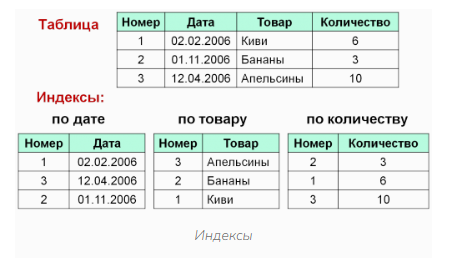 Таблица
Номер Дата Товар Количество
1 02.02.2006 Киви 6
2 01.11.2006 Бананы 3
3 12.04.2006 Апельсины 10
Индексы:
по дате по товару по количеству
Номер Дата Номер Товар Номер Количество
1 02.02.2006 3 Апельсины 2 3
3 12.04.2006 2 Бананы 1 6
2 01.11.2006 1 Киви 3 10
Индексы